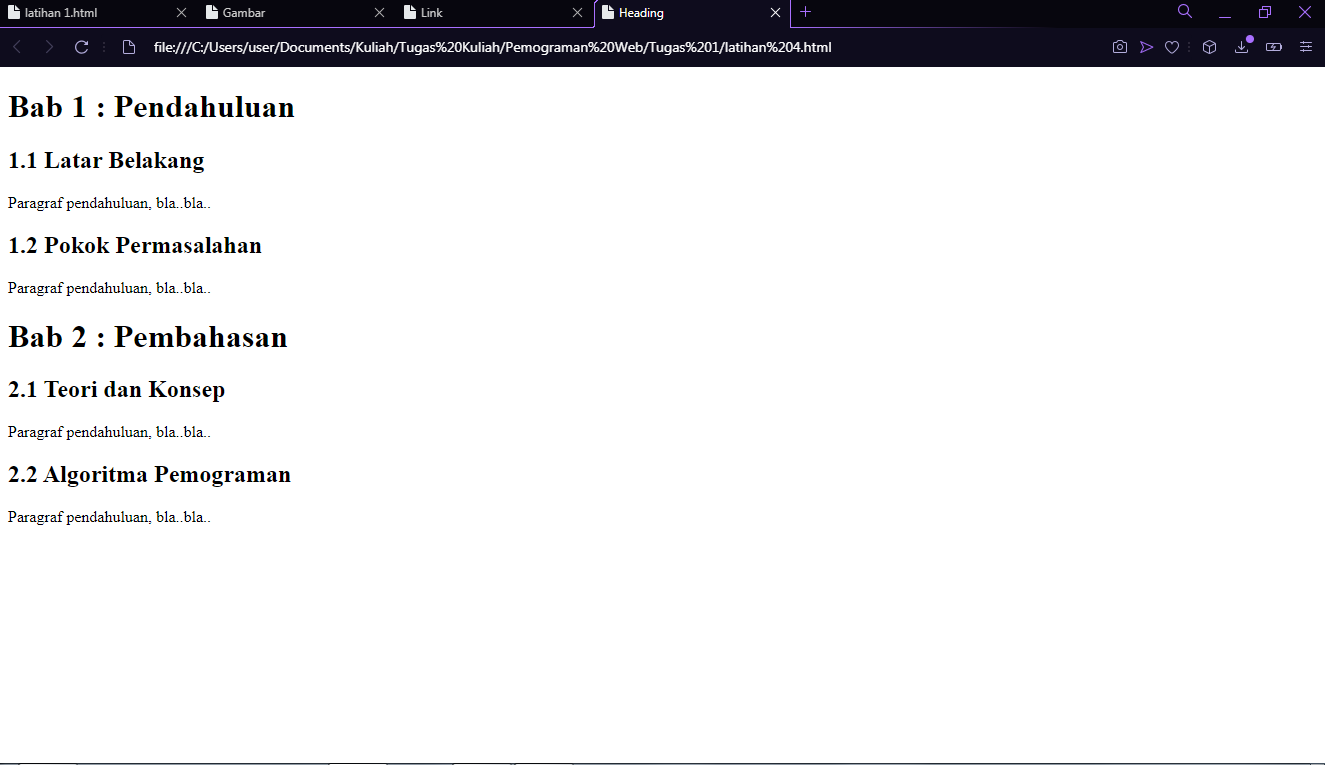 latihan 1.html
Gambar
Link
Heading
file:///C:/Users/user/Documents/Kuliah/Tugas%20Kuliah/Pemograman%20Web/Tugas%201/latihan%204.html
Bab 1 : Pendahuluan
1.1 Latar Belakang
Paragraf pendahuluan, bla..bla..
1.2 Pokok Permasalahan
Paragraf pendahuluan, bla..bla..
Bab 2 : Pembahasan
2.1 Teori dan Konsep
Paragraf pendahuluan, bla..bla..
2.2 Algoritma Pemograman
Paragraf pendahuluan, bla..bla..